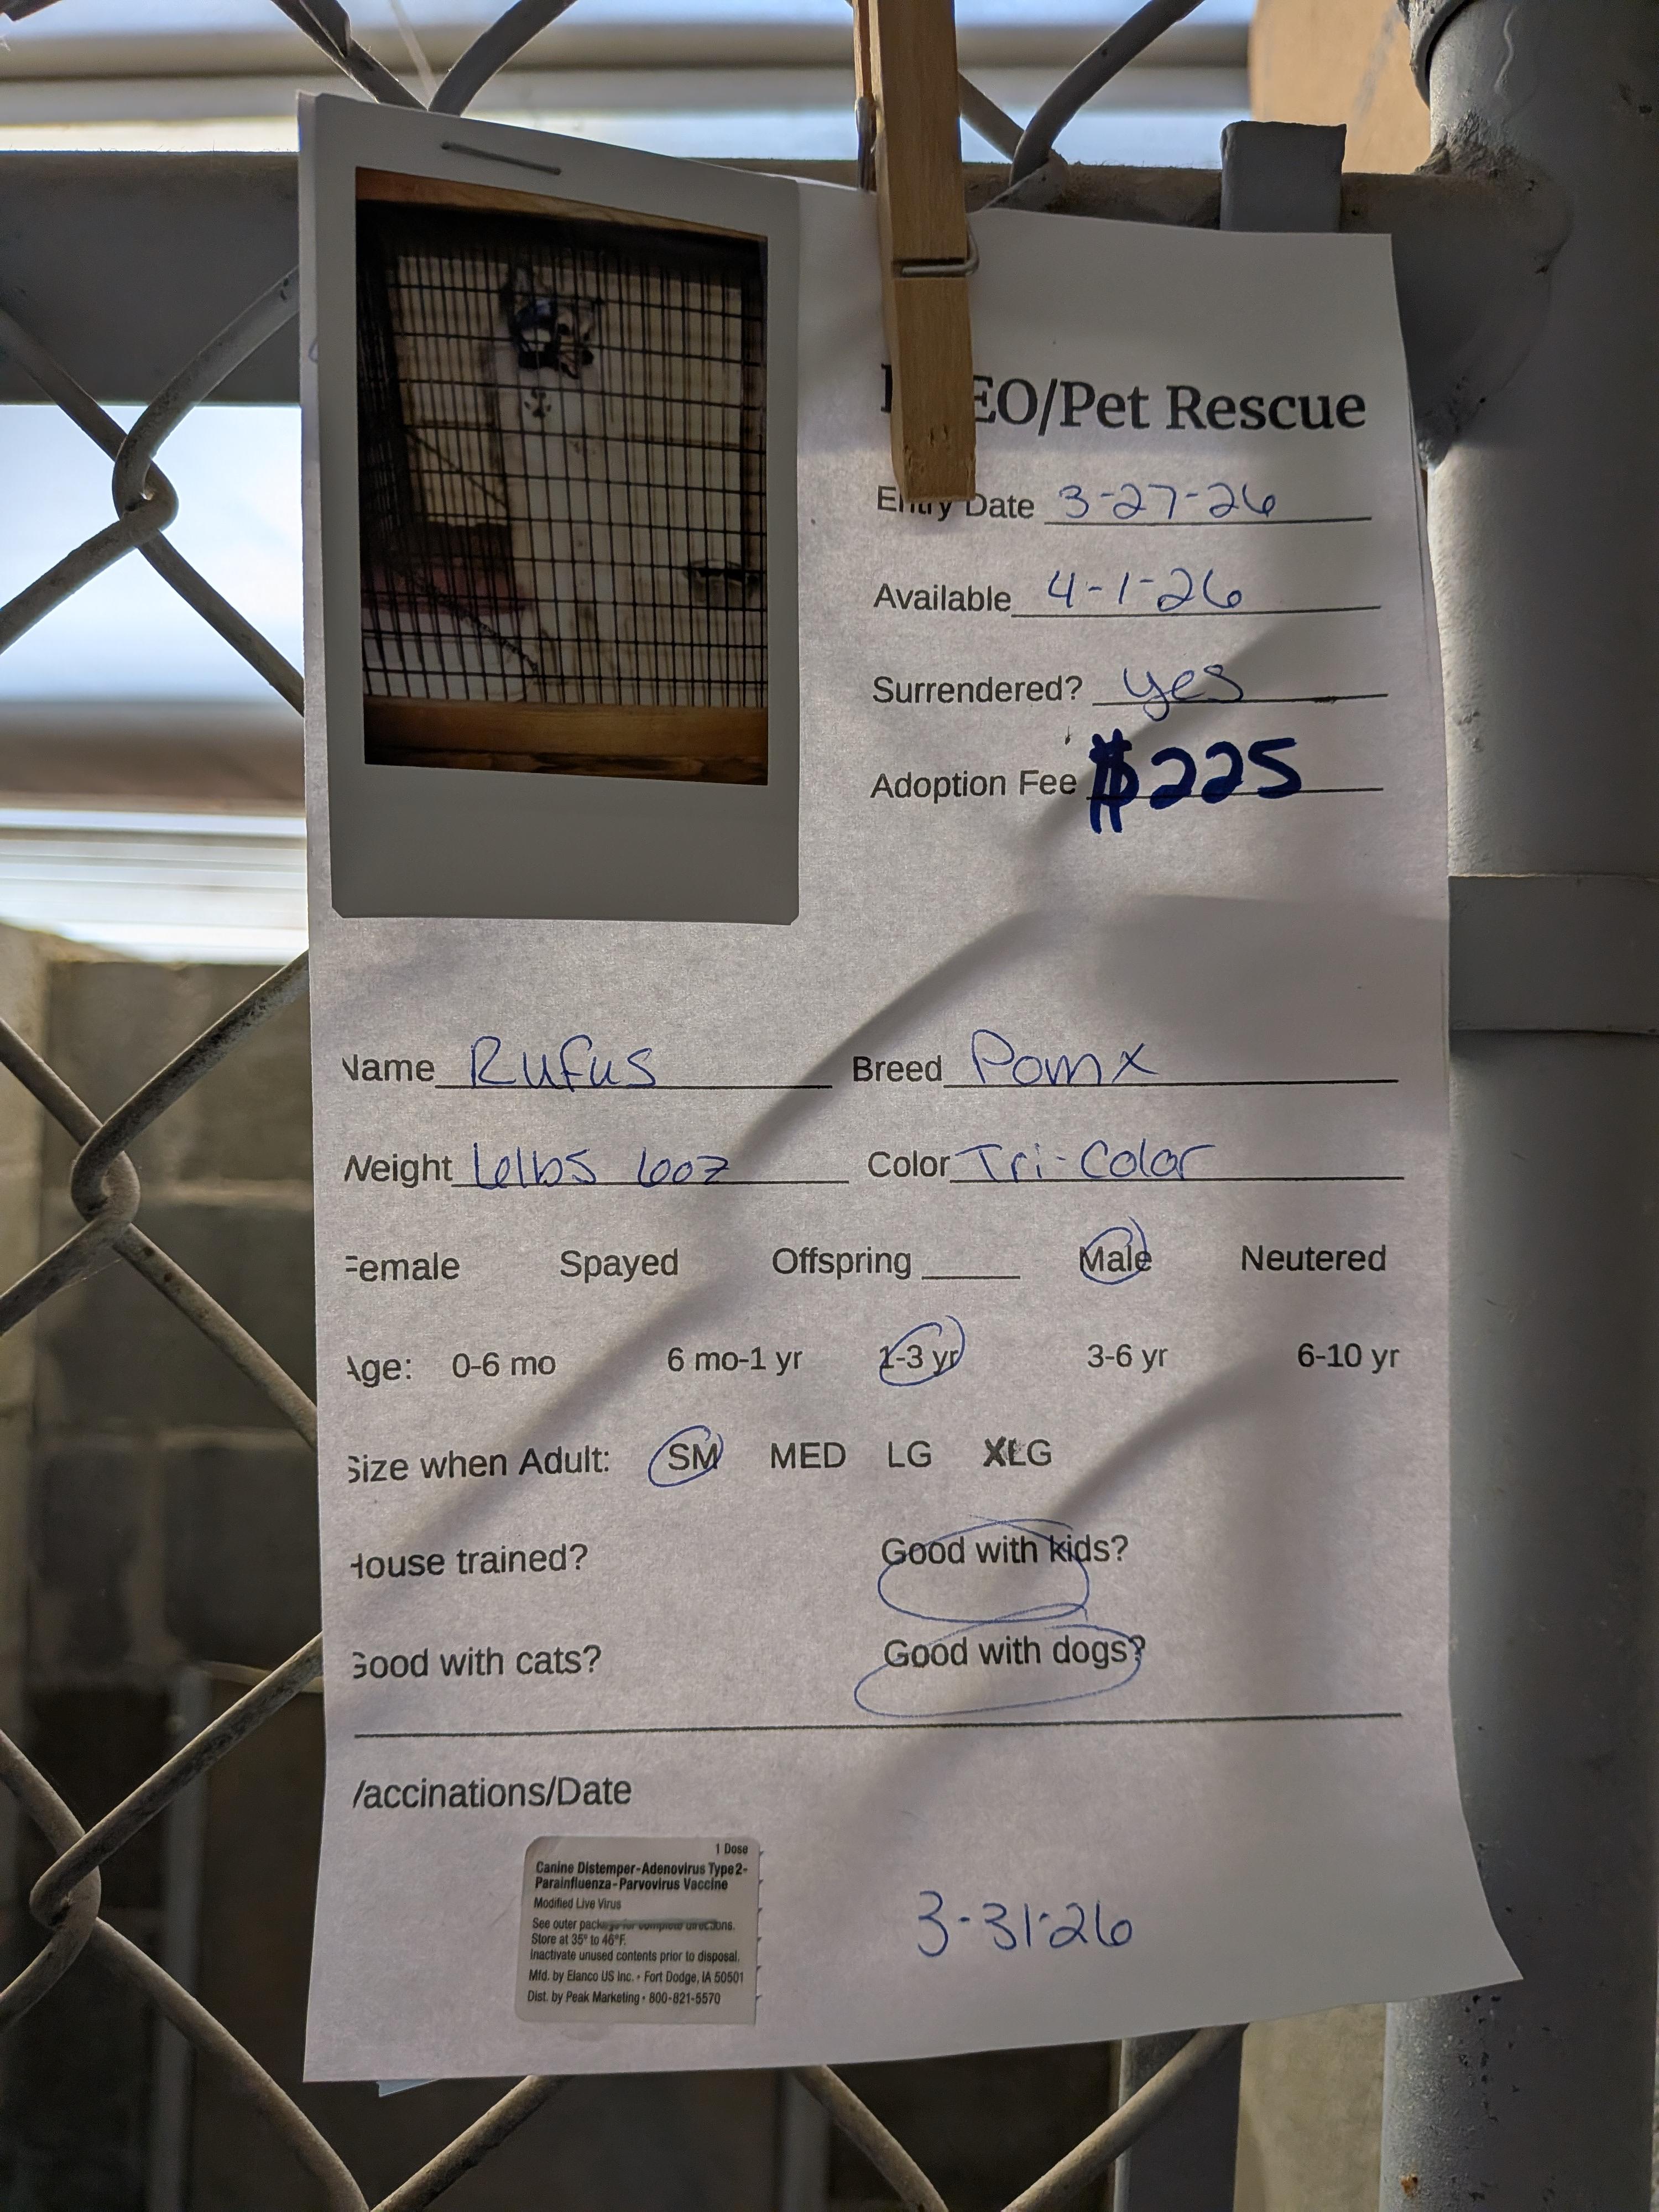 EO/Pet Rescue
Entry Date 3-27-26
Available 4-1-26
Surrendered? yes
Adoption Fee $225
Name Rufus Breed Pomx
Weight 6lbs 6oz Color Tri-Color
Female Spayed Offspring Male Neutered
Age: 0-6 mo 6 mo-1 yr 1-3 yr 3-6 yr 6-10 yr
Size when Adult: SM MED LG XLG
House trained? Good with kids?
Good with cats? Good with dogs?
Vaccinations/Date
1 Dose
Canine Distemper-Adenovirus Type 2-
Parainfluenza-Parvovirus Vaccine
Modified Live Virus
See outer package for complete directions.
Store at 35° to 46°F.
Inactivate unused contents prior to disposal.
Mfd. by Elanco US Inc. • Fort Dodge, IA 50501
Dist. by Peak Marketing • 800-821-5570
3-31-26